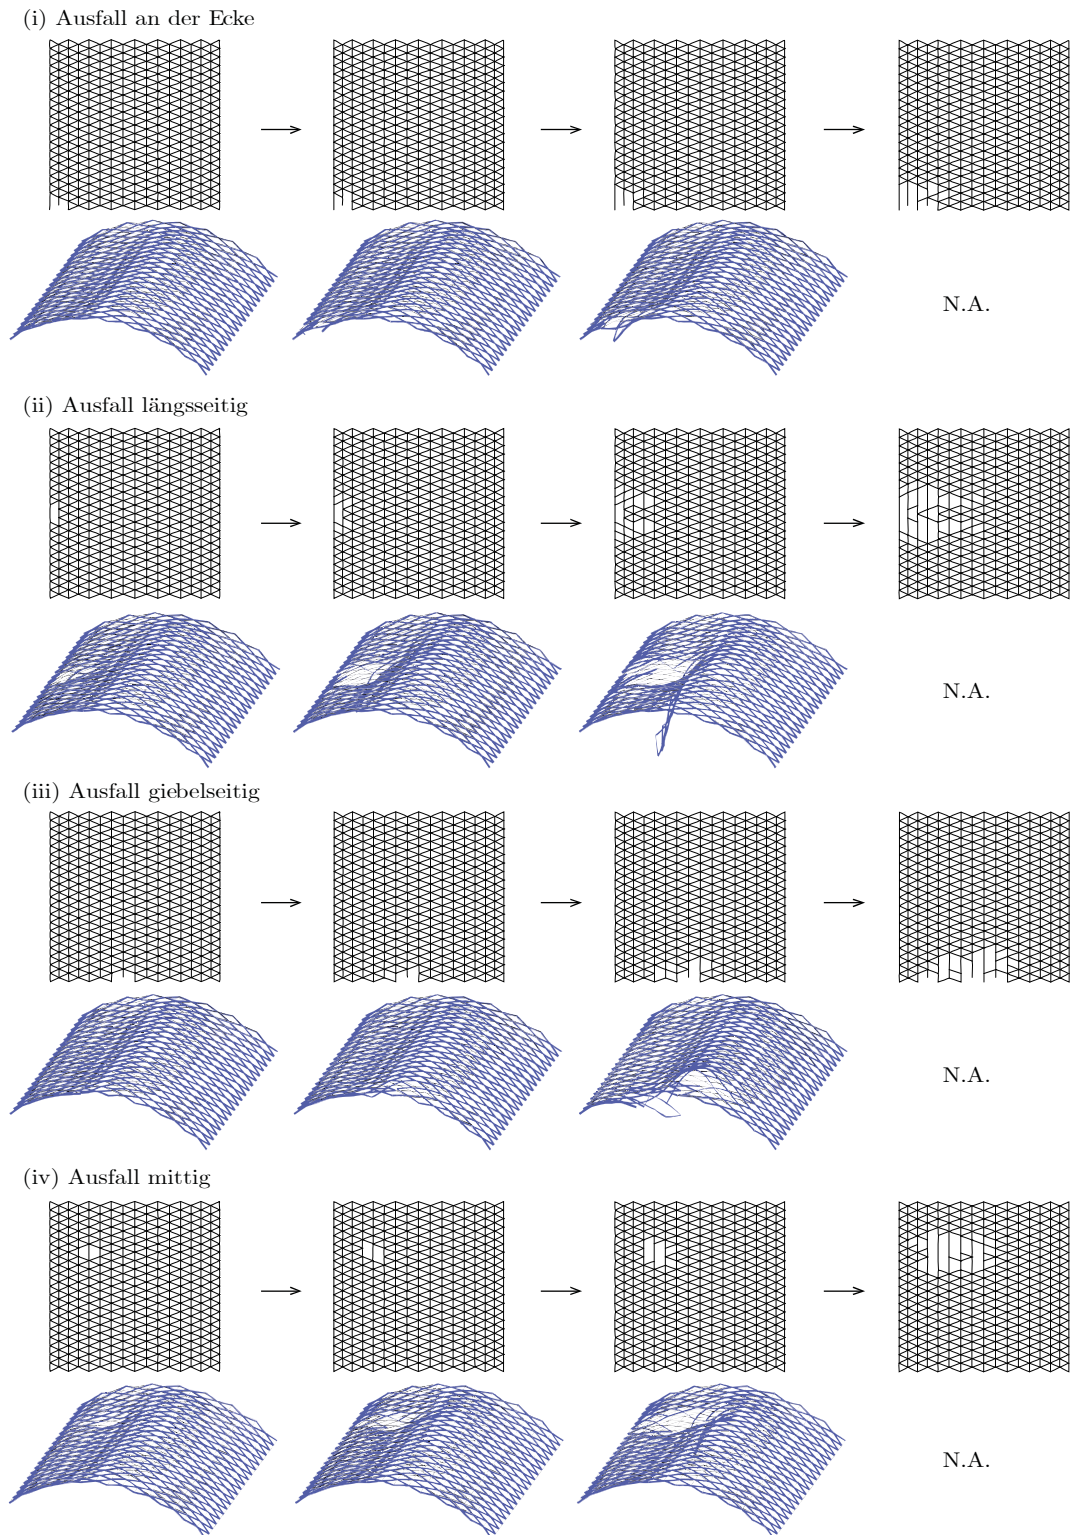 (i) Ausfall an der Ecke
N.A.
(ii) Ausfall längsseitig
N.A.
(iii) Ausfall giebelseitig
N.A.
(iv) Ausfall mittig
N.A.